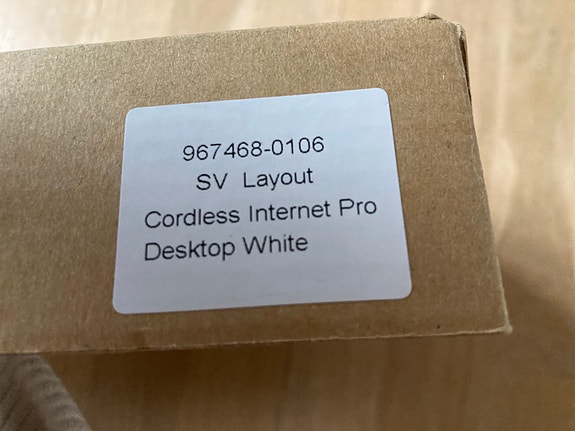 967468-0106
SV Layout
Cordless Internet Pro
Desktop White